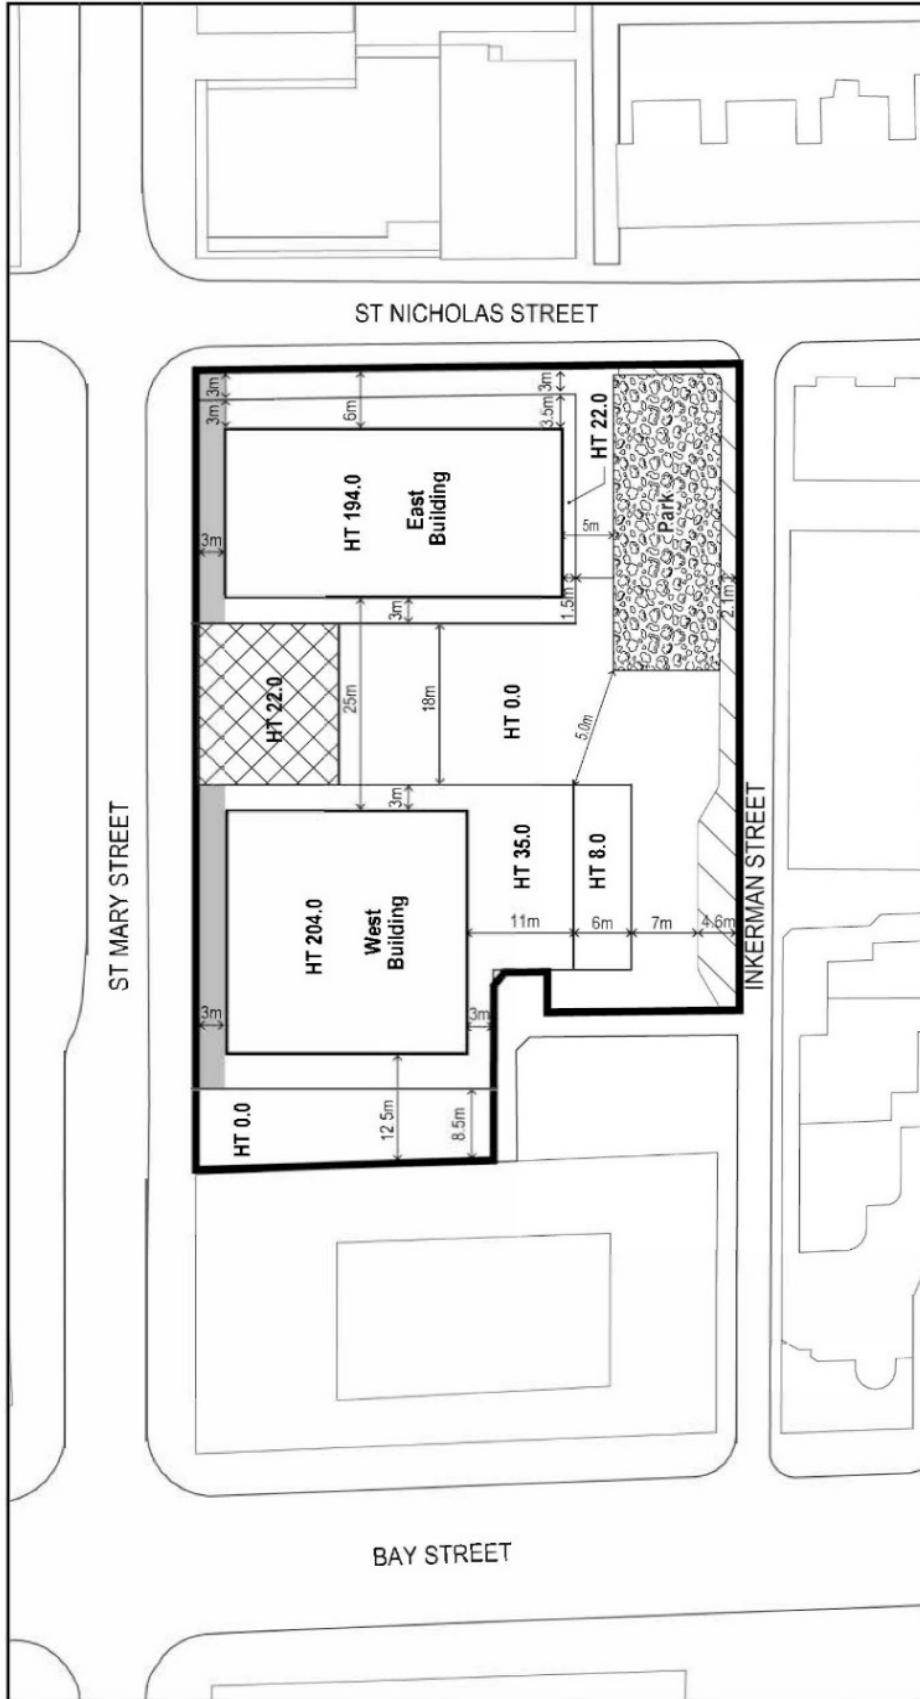 ST NICHOLAS STREET
3m
3m
3m
3.5m
6m
HT 22.0
HT 194.0
East
Building
3m
5m
Park
3m
1.5m
2.1m
HT 22.0
25m
18m
HT 0.0
5.0m
3m
ST MARY STREET
HT 204.0
West
Building
HT 35.0
HT 8.0
11m
6m
7m
4.6m
INKERMAN STREET
3m
3m
HT 0.0
12.5m
8.5m
BAY STREET